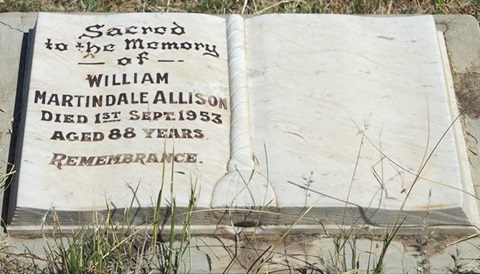 Sacred
to the Memory
— of —
WILLIAM
MARTINDALE ALLISON
DIED 1ST SEPT. 1953
AGED 88 YEARS.
REMEMBRANCE.